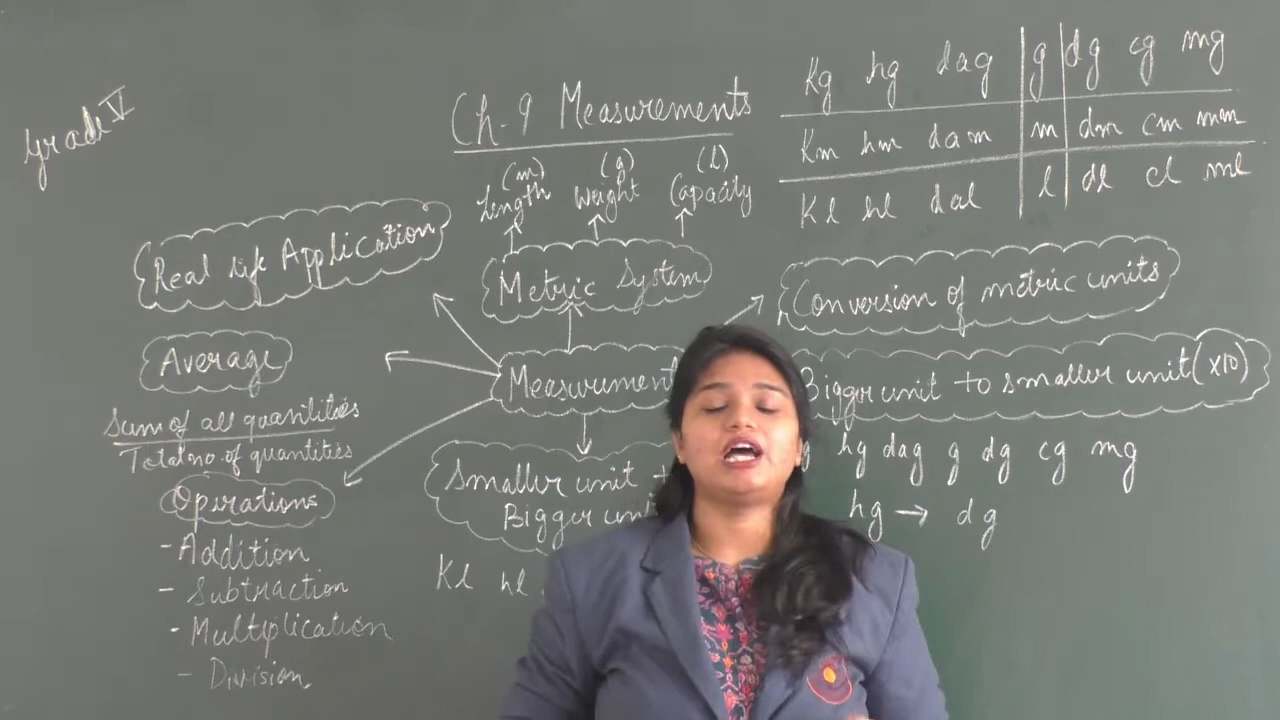 Grade V
Ch-9 Measurements
(m) (g) (l)
Length Weight Capacity
Kg hg dag g dg cg mg
Km hm dam m dm cm mm
Kl hl dal l dl cl ml
Real life Application
Metric System
Conversion of metric units
Average
Sum of all quantities
Total no. of quantities
Measurement
Bigger unit to smaller unit (x10)
hg dag g dg cg mg
hg → dg
Smaller unit
Bigger
Kl hl
Operations
- Addition
- Subtraction
- Multiplication
- Division